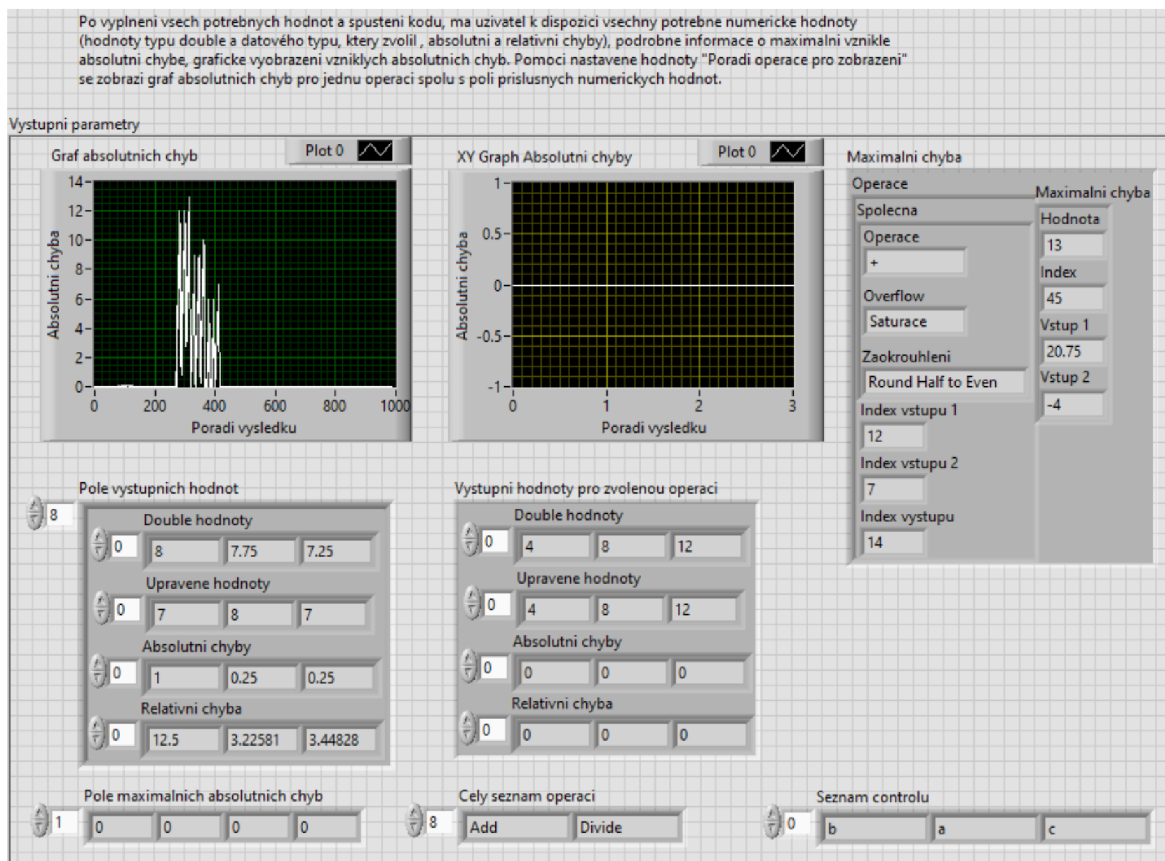 Po vyplneni vsech potrebnych hodnot a spusteni kodu, ma uzivatel k dispozici vsechny potrebne numericke hodnoty
(hodnoty typu double a datového typu, ktery zvolil , absolutni a relativni chyby), podrobne informace o maximalni vznikle
absolutni chybe, graficke vyobrazeni vzniklych absolutnich chyb. Pomoci nastavene hodnoty "Poradi operace pro zobrazeni"
se zobrazi graf absolutnich chyb pro jednu operaci spolu s poli prislusnych numerickych hodnot.
Vystupni parametry
Graf absolutnich chyb
Plot 0
14
12
10
8
6
4
2
0
Absolutni chyba
0 200 400 600 800 1000
Poradi vysledku
XY Graph Absolutni chyby
Plot 0
1
0.5
0
-0.5
-1
Absolutni chyba
0 1 2 3
Poradi vysledku
Maximalni chyba
Operace
Spolecna
Operace
+
Overflow
Saturace
Zaokrouhleni
Round Half to Even
Index vstupu 1
12
Index vstupu 2
7
Index vystupu
14
Maximalni chyba
Hodnota
13
Index
45
Vstup 1
20.75
Vstup 2
-4
Pole vystupnich hodnot
8
Double hodnoty
0 8 7.75 7.25
Upravene hodnoty
0 7 8 7
Absolutni chyby
0 1 0.25 0.25
Relativni chyba
0 12.5 3.22581 3.44828
Vystupni hodnoty pro zvolenou operaci
Double hodnoty
0 4 8 12
Upravene hodnoty
0 4 8 12
Absolutni chyby
0 0 0 0
Relativni chyba
0 0 0 0
Pole maximalnich absolutnich chyb
1 0 0 0 0
Cely seznam operaci
8 Add Divide
Seznam controlu
0 b a c